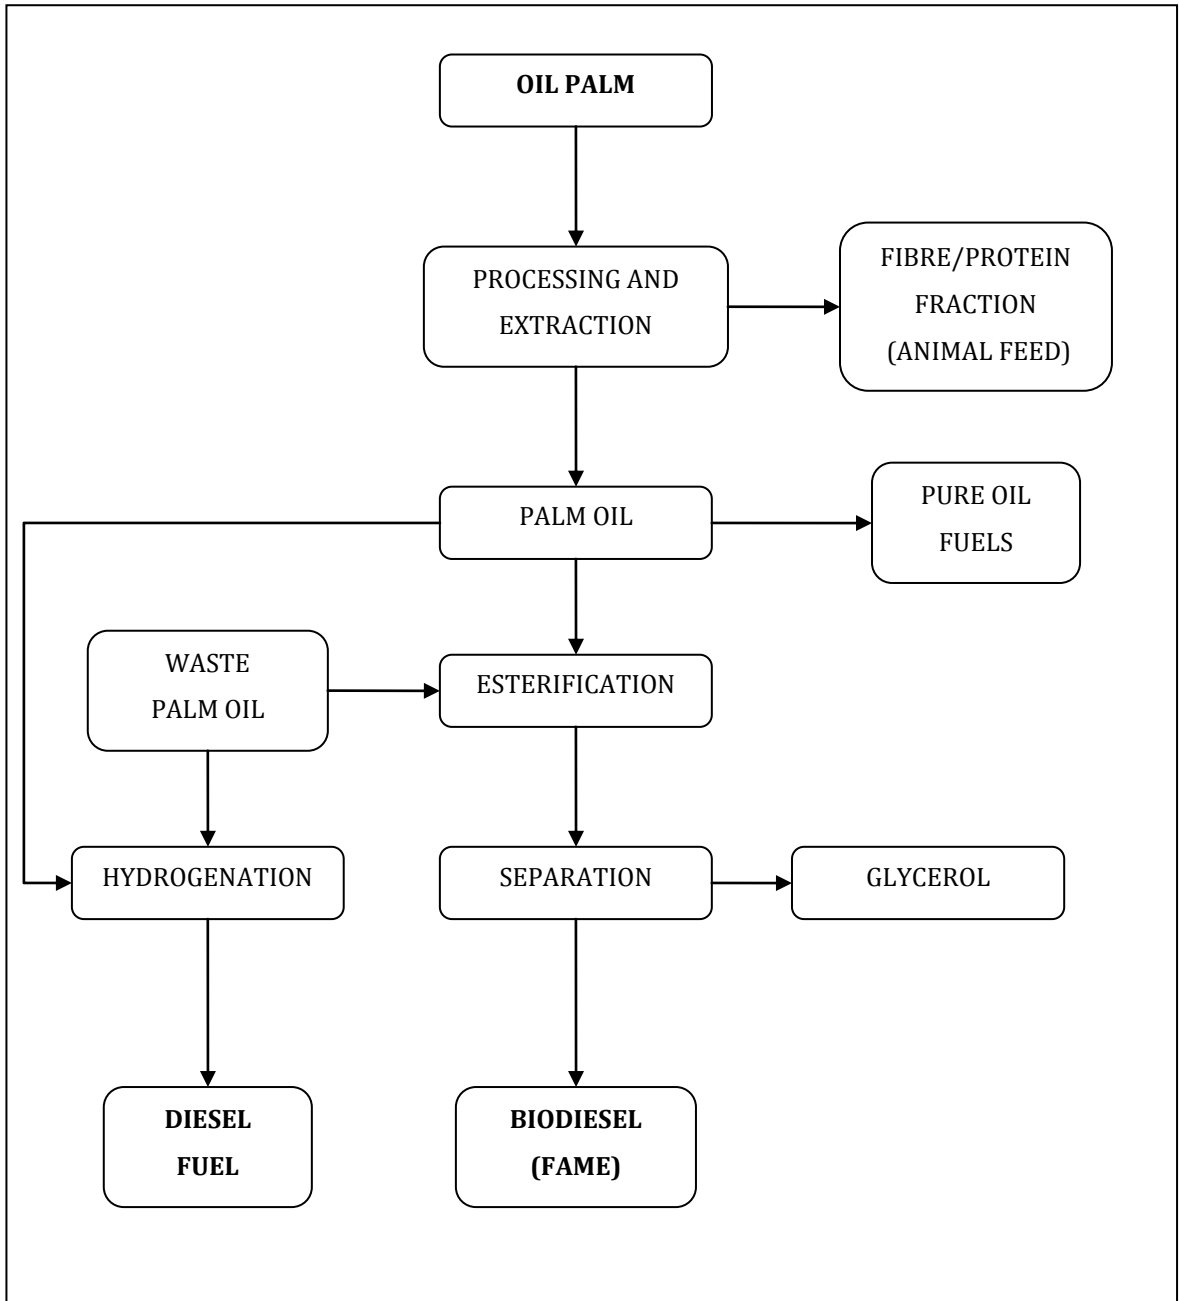 OIL PALM
PROCESSING AND
EXTRACTION
FIBRE/PROTEIN
FRACTION
(ANIMAL FEED)
PALM OIL
PURE OIL
FUELS
WASTE
PALM OIL
ESTERIFICATION
HYDROGENATION
SEPARATION
GLYCEROL
DIESEL
FUEL
BIODIESEL
(FAME)